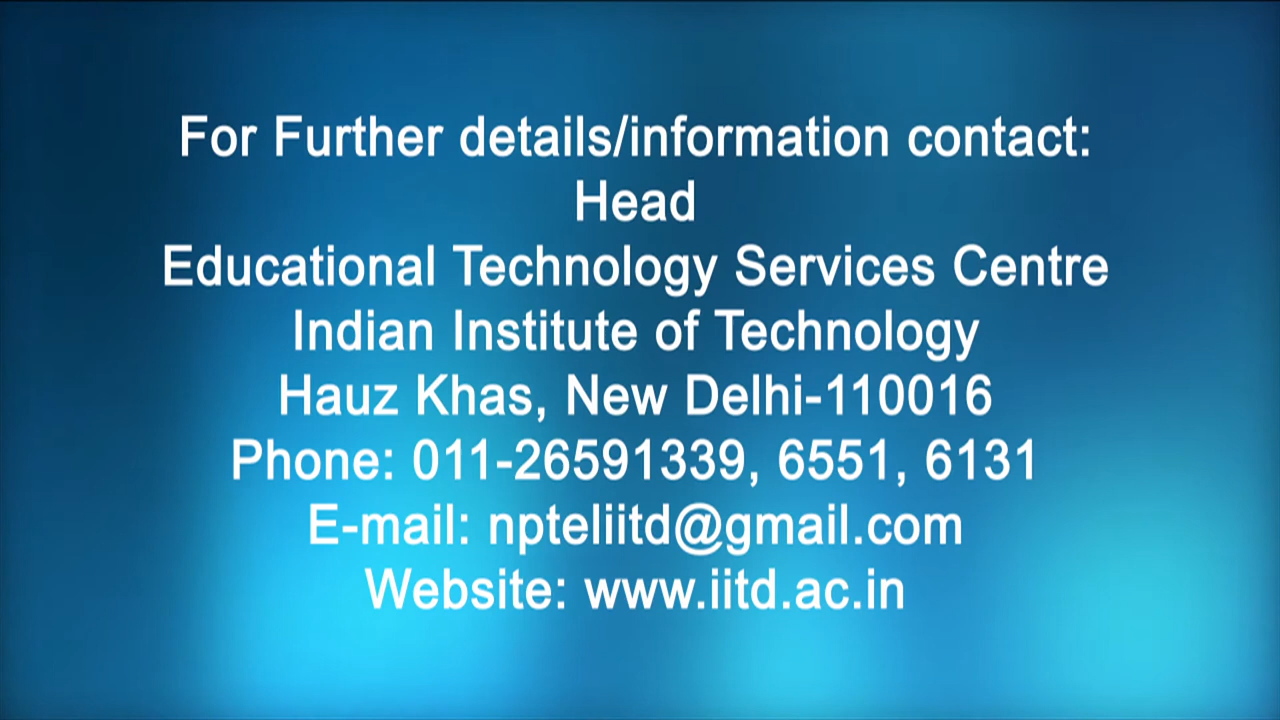 For Further details/information contact:
Head
Educational Technology Services Centre
Indian Institute of Technology
Hauz Khas, New Delhi-110016
Phone: 011-26591339, 6551, 6131
E-mail: npteliitd@gmail.com
Website: www.iitd.ac.in